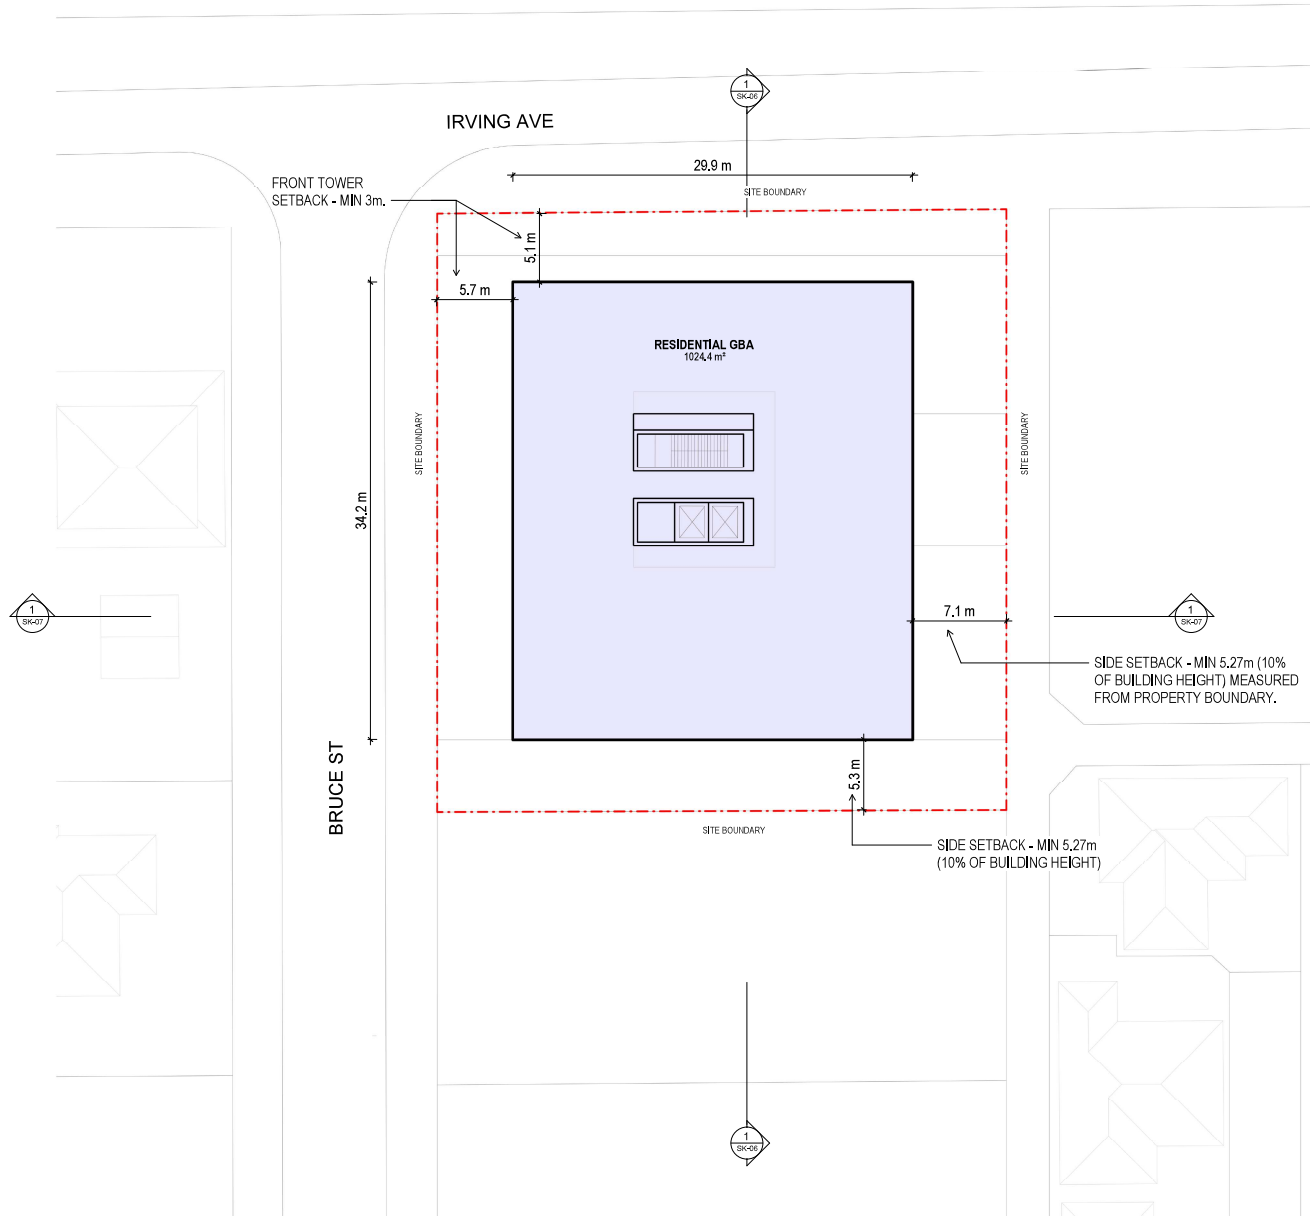 1
SK-06
IRVING AVE
29.9 m
FRONT TOWER
SETBACK - MIN 3m.
SITE BOUNDARY
5.1 m
5.7 m
RESIDENTIAL GBA
1024.4 m²
SITE BOUNDARY
SITE BOUNDARY
34.2 m
1
SK-07
7.1 m
1
SK-07
SIDE SETBACK - MIN 5.27m (10%
OF BUILDING HEIGHT) MEASURED
FROM PROPERTY BOUNDARY.
BRUCE ST
5.3 m
SITE BOUNDARY
SIDE SETBACK - MIN 5.27m
(10% OF BUILDING HEIGHT)
1
SK-06